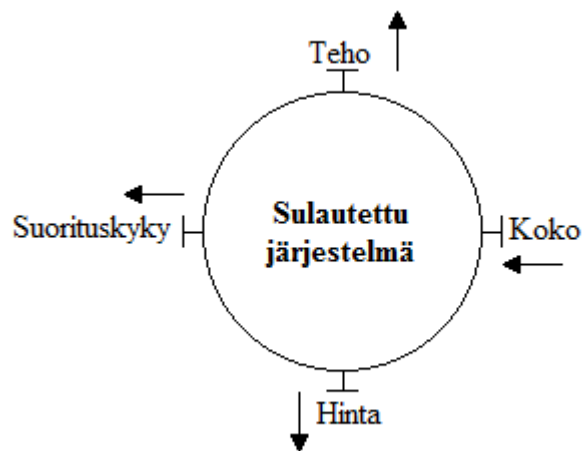 Teho
Suorituskyky
Sulautettu
järjestelmä
Koko
Hinta